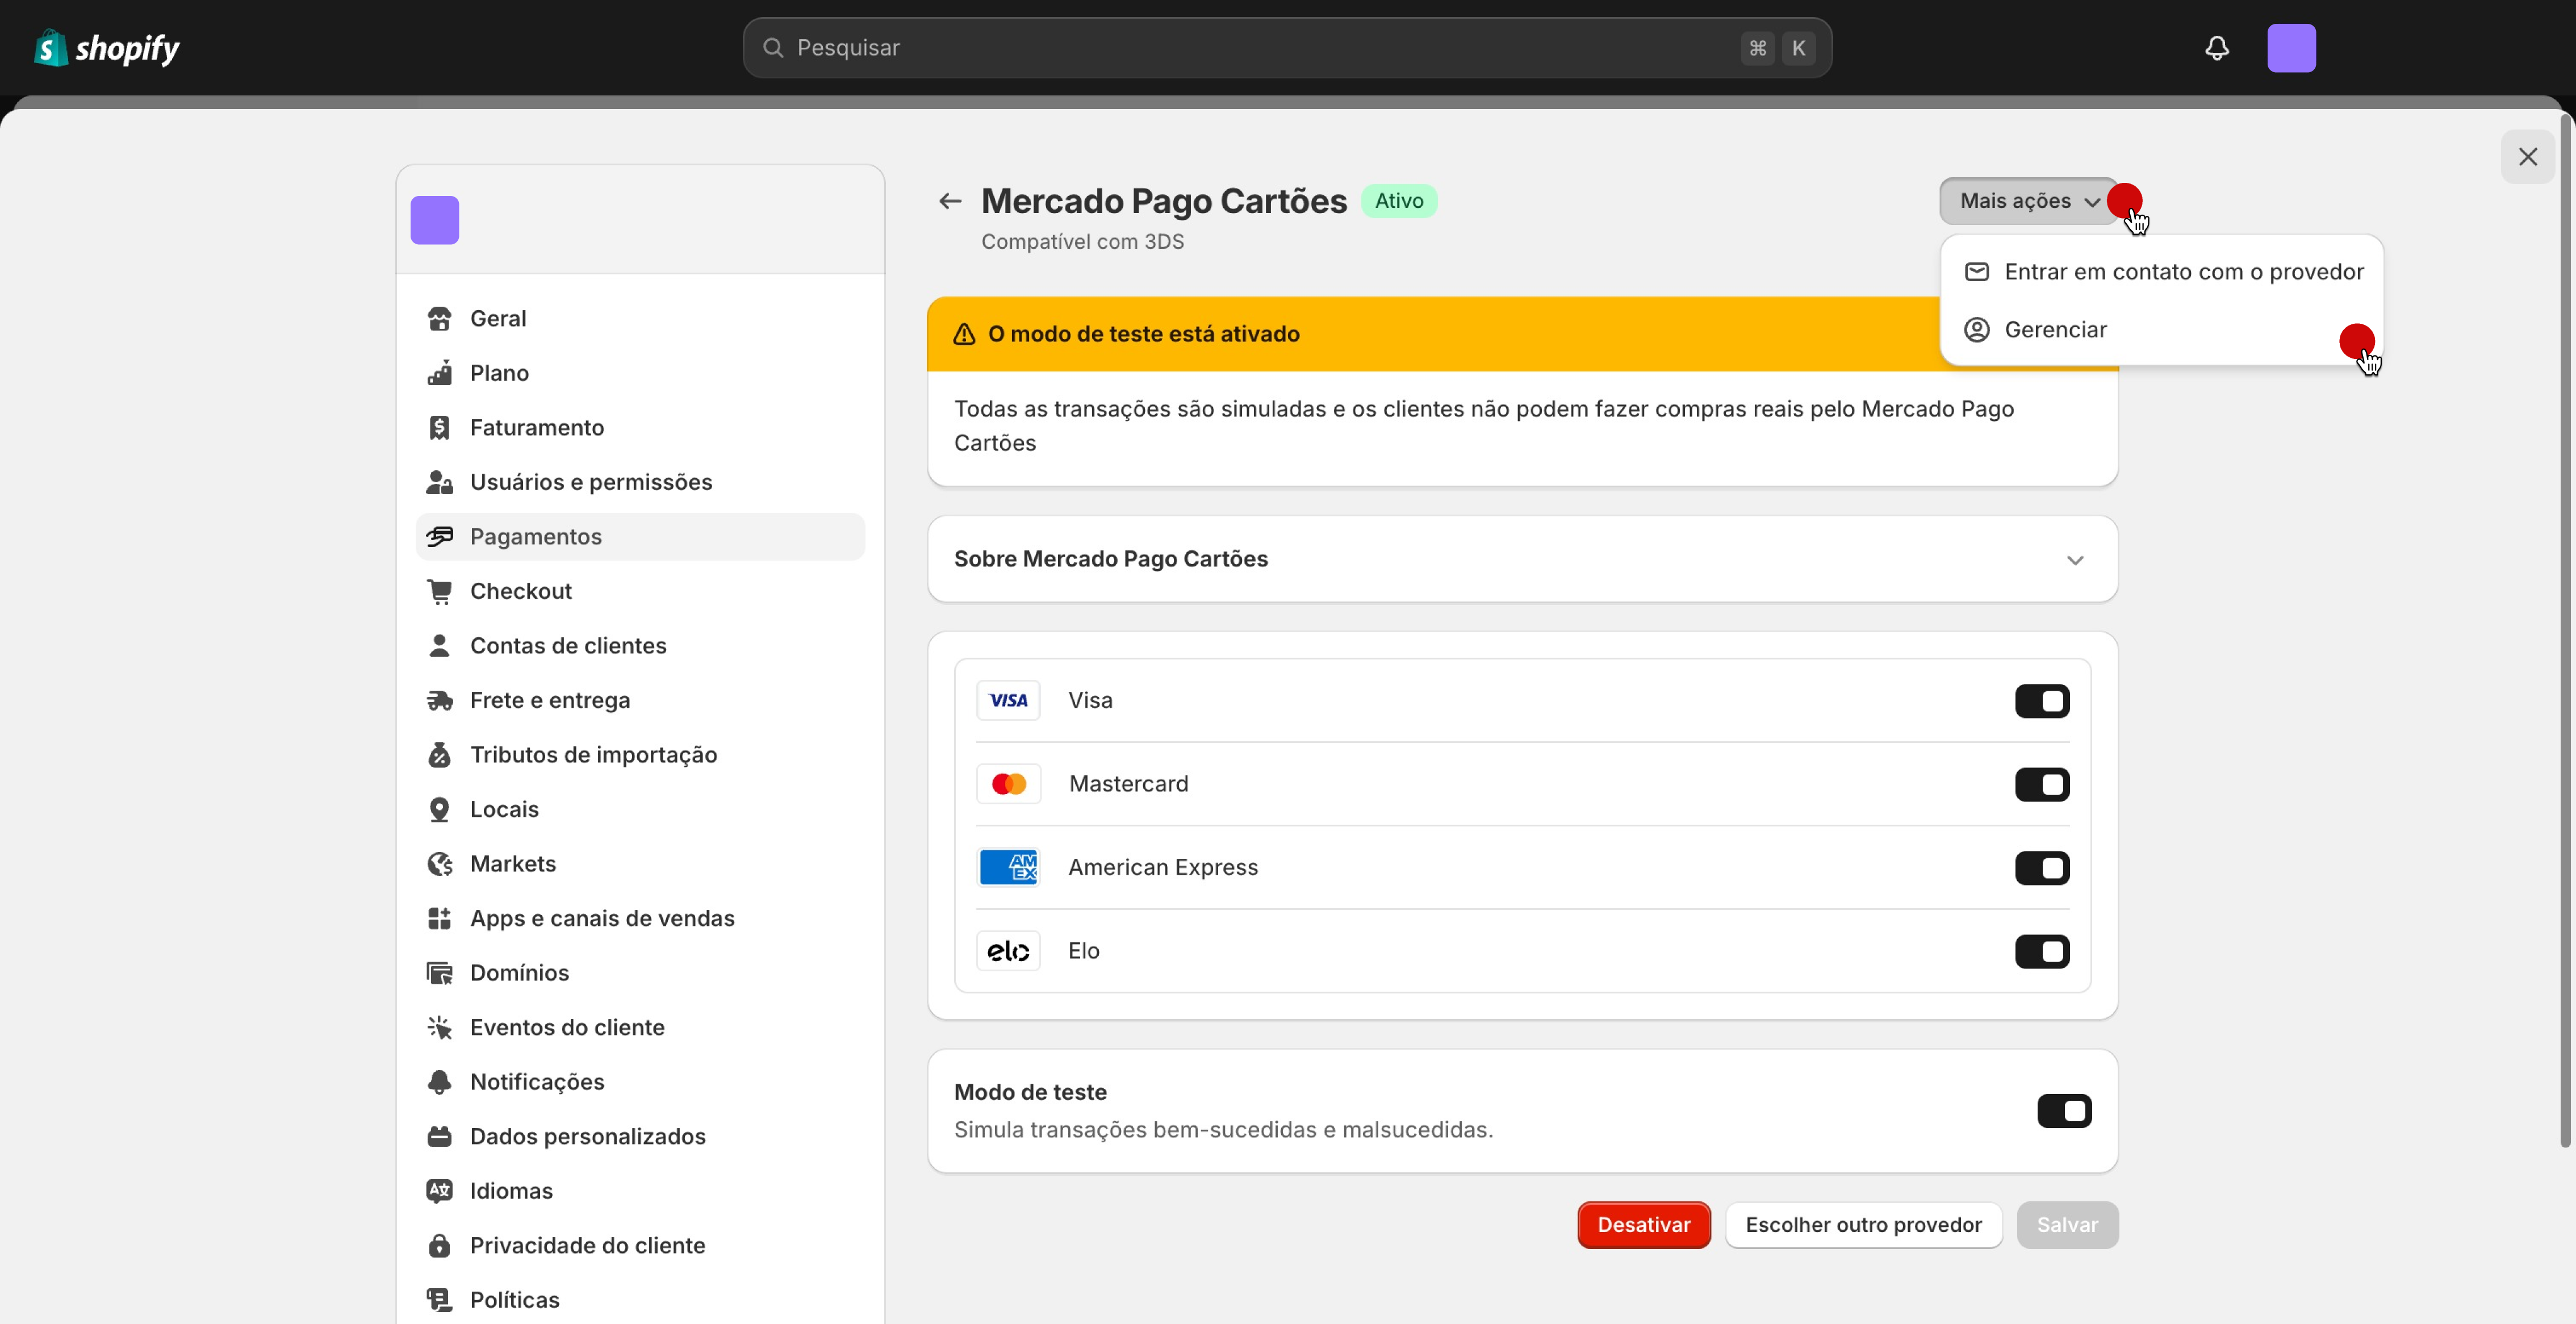 shopify
Pesquisar
⌘ K
Mercado Pago Cartões
Ativo
Compatível com 3DS
Mais ações
Entrar em contato com o provedor
Gerenciar
Geral
Plano
Faturamento
Usuários e permissões
Pagamentos
Checkout
Contas de clientes
Frete e entrega
Tributos de importação
Locais
Markets
Apps e canais de vendas
Domínios
Eventos do cliente
Notificações
Dados personalizados
Idiomas
Privacidade do cliente
Políticas
O modo de teste está ativado
Todas as transações são simuladas e os clientes não podem fazer compras reais pelo Mercado Pago
Cartões
Sobre Mercado Pago Cartões
VISA Visa
Mastercard
AM
EX
American Express
elo Elo
Modo de teste
Simula transações bem-sucedidas e malsucedidas.
Desativar
Escolher outro provedor
Salvar